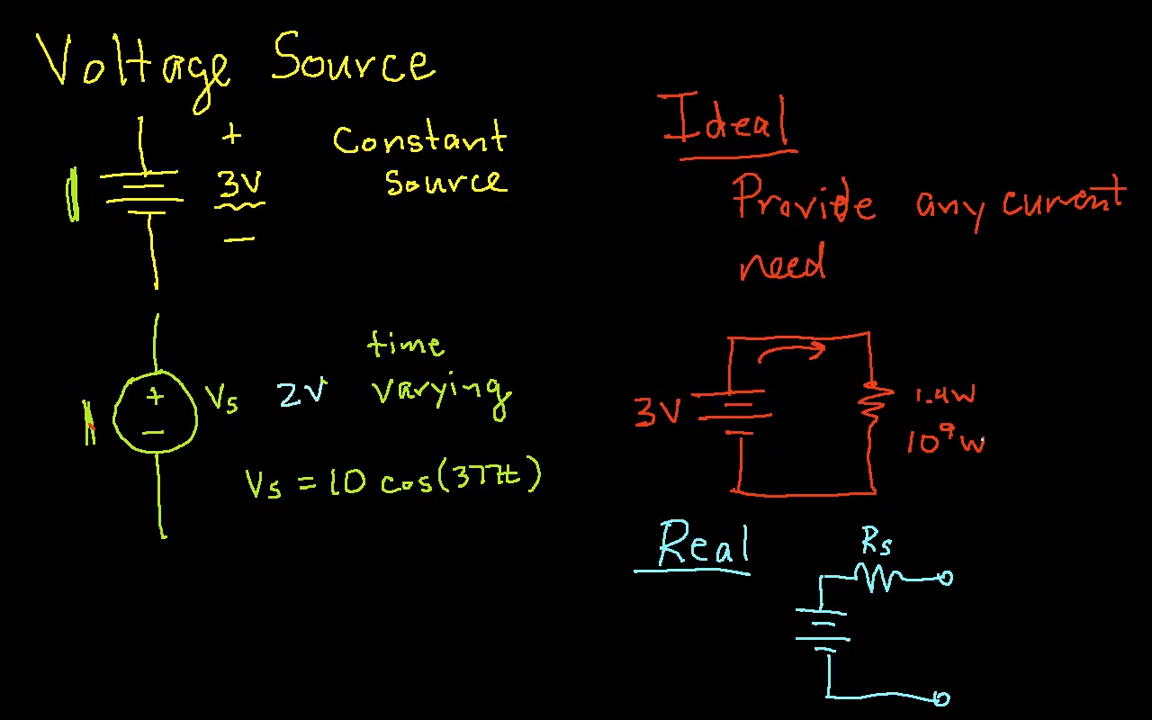 Voltage Source
+
3V
–
Constant
source
+
–
Vs
2V
time
varying
Vs = 10 cos(377t)
Ideal
Provide any current
need
3V
1.4W
10⁹ W
Real
Rs